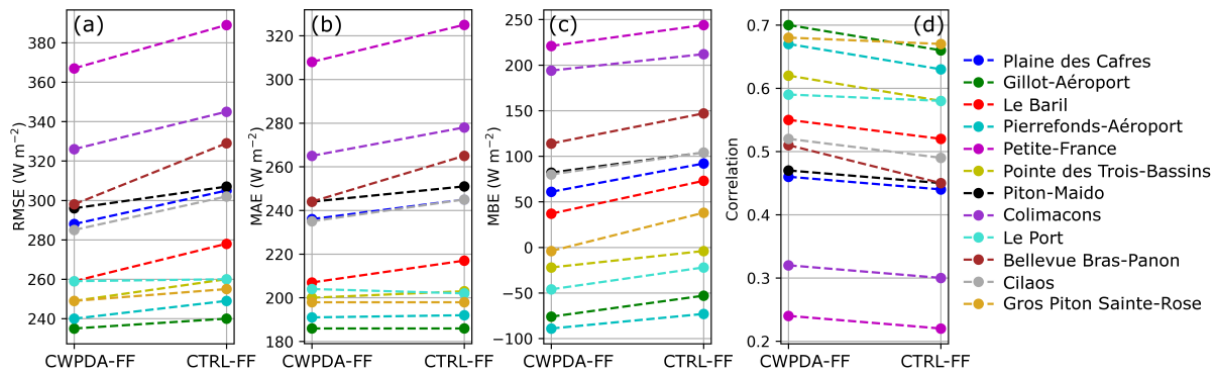 (a)
RMSE (W m⁻²)
380
360
340
320
300
280
260
240
CWPDA-FF
CTRL-FF
(b)
MAE (W m⁻²)
320
300
280
260
240
220
200
180
CWPDA-FF
CTRL-FF
(c)
MBE (W m⁻²)
250
200
150
100
50
0
−50
−100
CWPDA-FF
CTRL-FF
(d)
Correlation
0.7
0.6
0.5
0.4
0.3
0.2
CWPDA-FF
CTRL-FF
Plaine des Cafres
Gillot-Aéroport
Le Baril
Pierrefonds-Aéroport
Petite-France
Pointe des Trois-Bassins
Piton-Maido
Colimacons
Le Port
Bellevue Bras-Panon
Cilaos
Gros Piton Sainte-Rose